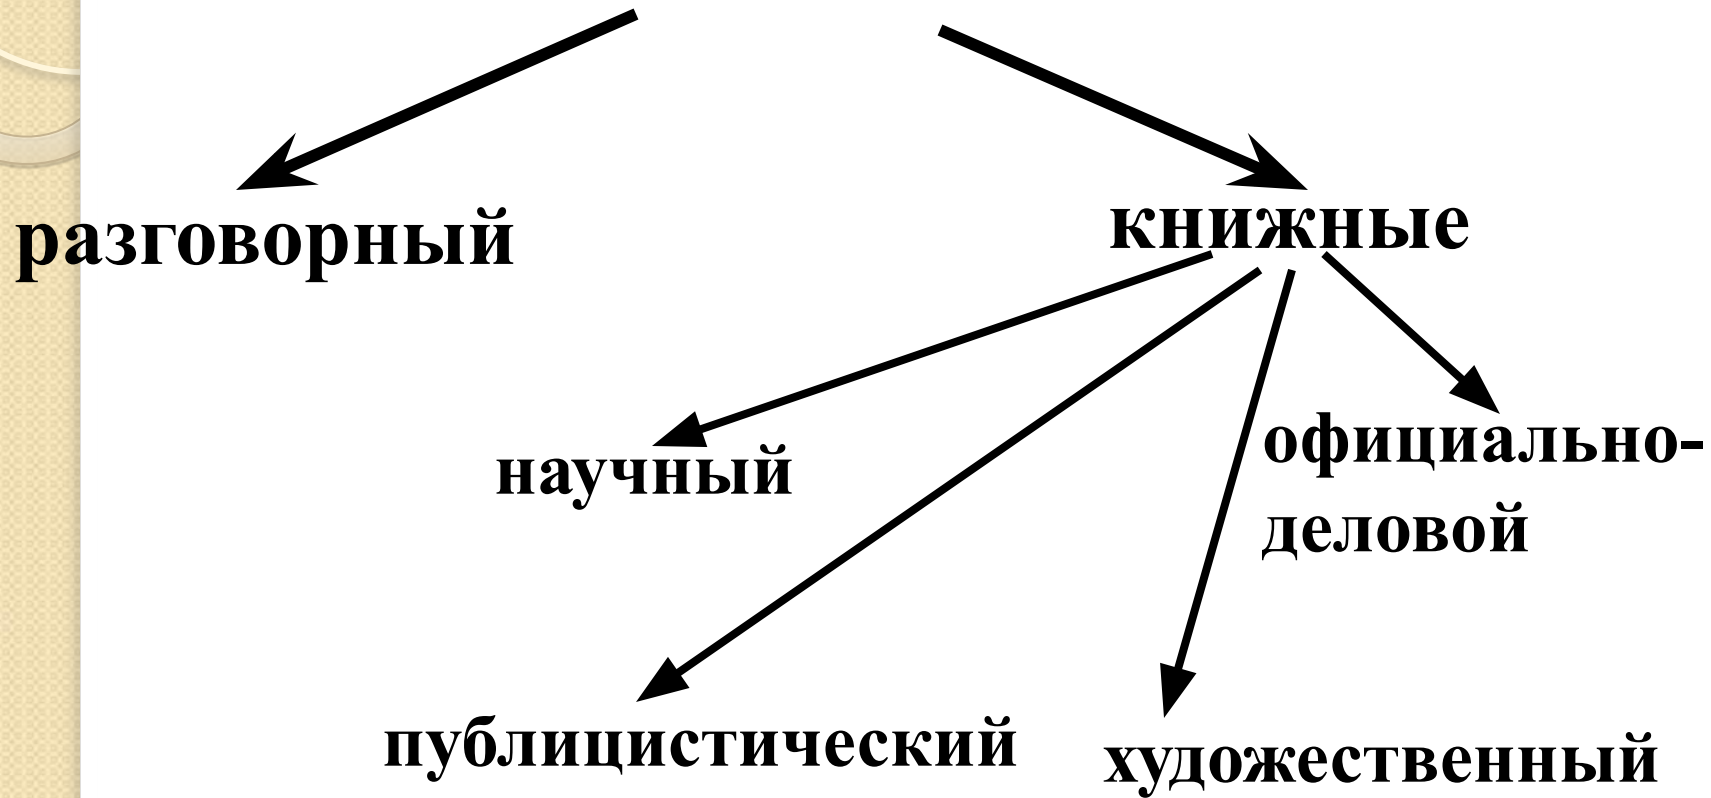 разговорный
книжные
научный
официально-
деловой
публицистический
художественный